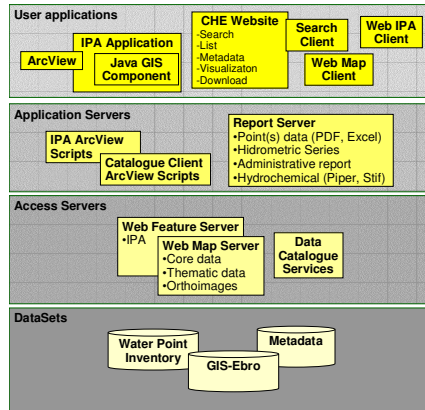 User applications
CHE Website
-Search
-List
-Metadata
-Visualizaton
-Download
IPA Application
ArcView
Java GIS
Component
Search
Client
Web IPA
Client
Web Map
Client
Application Servers
IPA ArcView
Scripts
Catalogue Client
ArcView Scripts
Report Server
•Point(s) data (PDF, Excel)
•Hidrometric Series
•Administrative report
•Hydrochemical (Piper, Stif)
Access Servers
Web Feature Server
•IPA
Web Map Server
•Core data
•Thematic data
•Orthoimages
Data
Catalogue
Services
DataSets
Water Point
Inventory
GIS-Ebro
Metadata